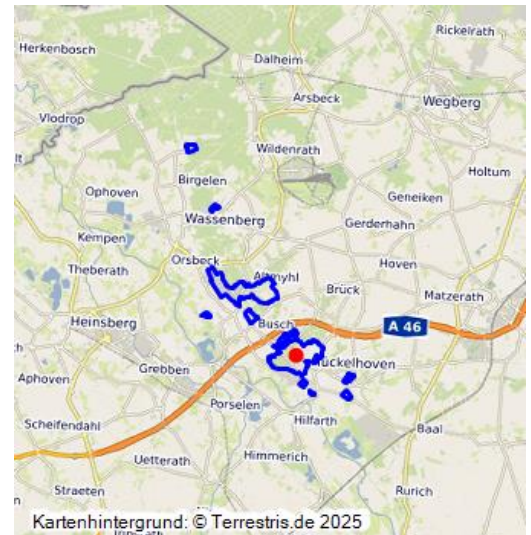 Rickelrath
Herkenbosch
Dalheim
Arsbeck
Wegberg
Vlodrop
Wildenrath
Holtum
Birgelen
Ophoven
Geneiken
Wassenberg
Gerderhahn
Kempen
Orsbeck
Hoven
Theberath
Altmyhl
Brück
Matzerath
Heinsberg
Busch
A 46
Grebben
ückelhoven
Aphoven
Porselen
Hilfarth
Scheifendahl
Baal
Himmerich
Uetterath
Straeten
Rurich
Kartenhintergrund: © Terrestris.de 2025